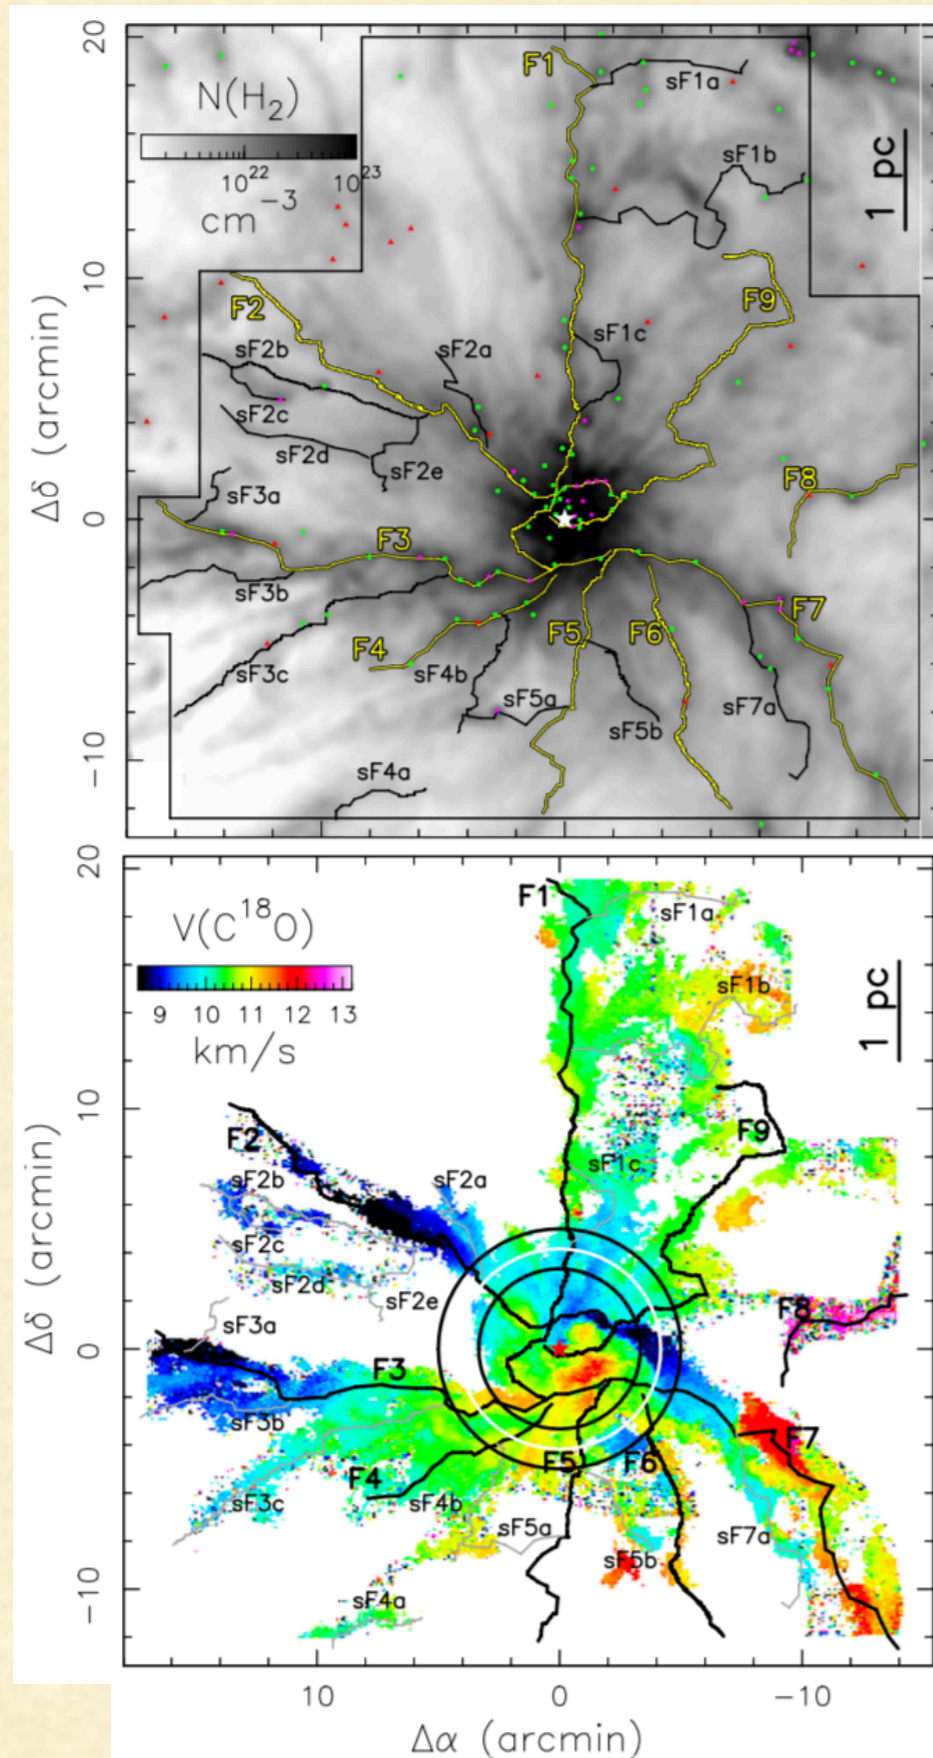 20
F1
sF1a
N(H₂)
10²²
10²³
cm⁻³
sF1b
1 pc
10
F2
F9
sF2b
sF2a
sF1c
sF2c
sF2d
sF2e
sF3a
F8
0
F3
sF3b
F7
F4
F5
F6
sF3c
sF4b
sF5a
sF5b
sF7a
-10
sF4a
Δδ (arcmin)
20
F1
sF1a
V(C¹⁸O)
sF1b
9 10 11 12 13
km/s
1 pc
10
F2
F9
sF2b
sF2a
sF1c
sF2c
sF2d
sF2e
sF3a
F8
0
F3
sF3b
F7
F4
F5
F6
sF3c
sF4b
sF5a
sF5b
sF7a
-10
sF4a
Δδ (arcmin)
10 0 -10
Δα (arcmin)